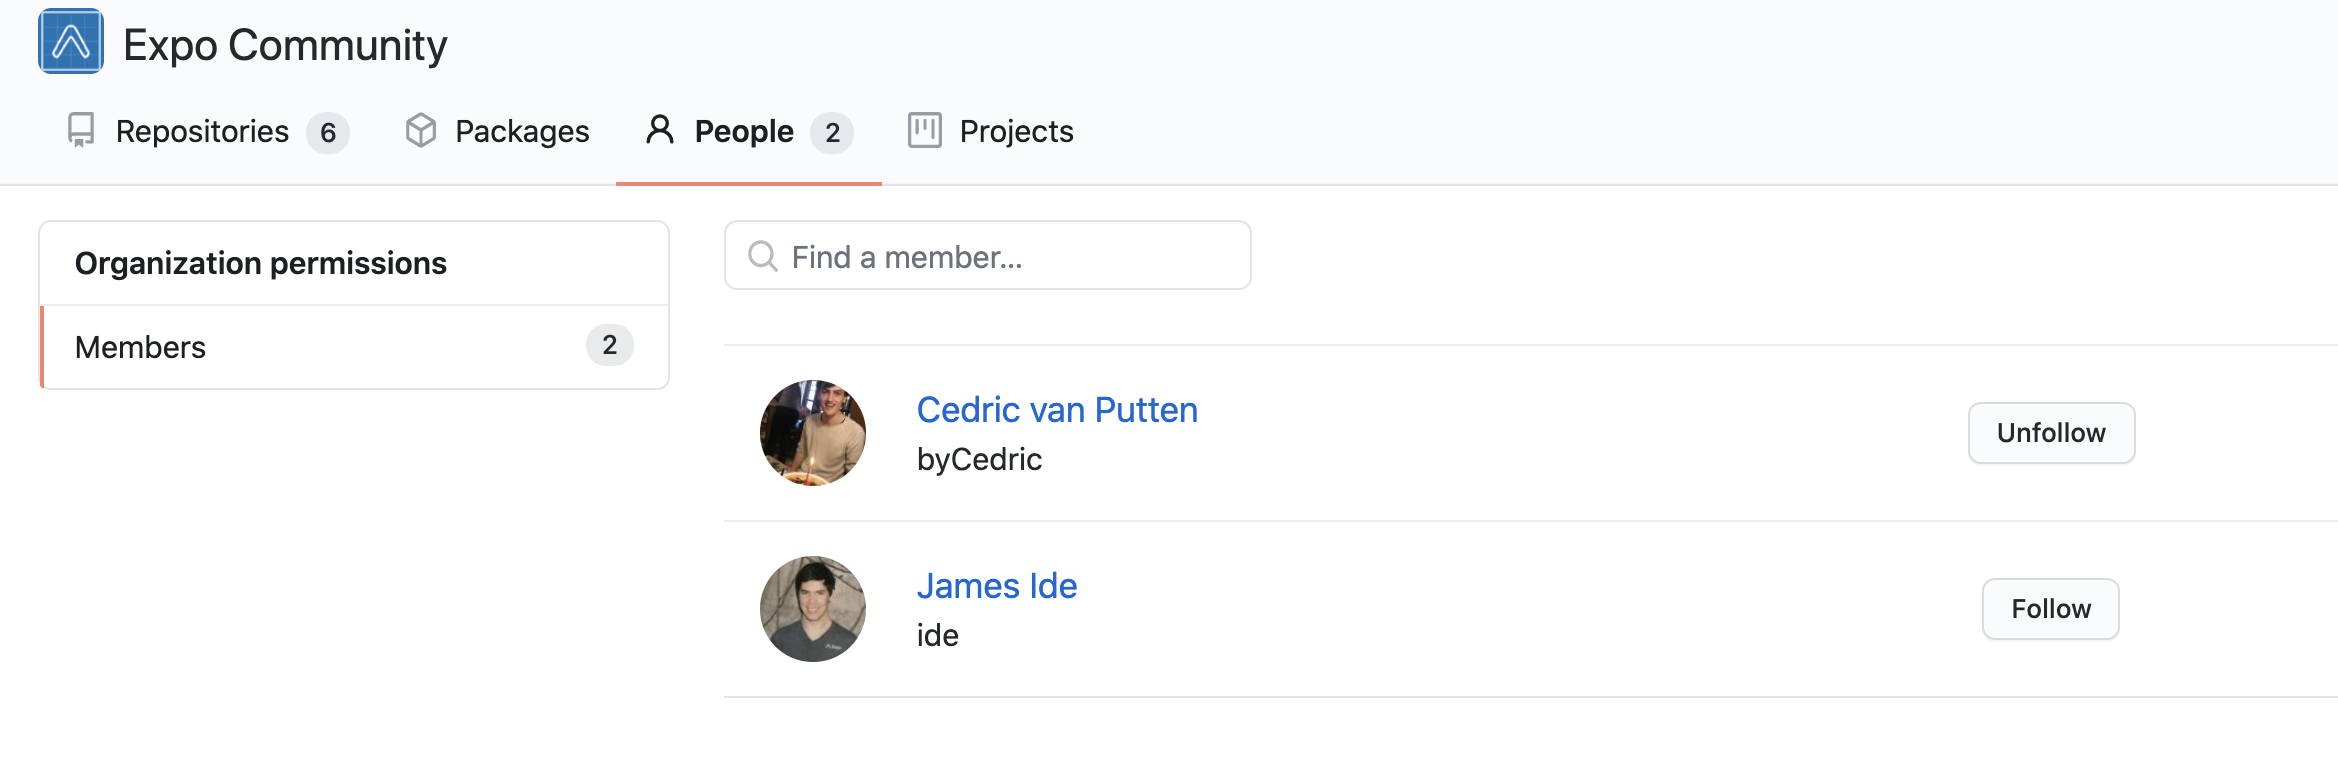 Expo Community
Repositories 6 Packages People 2 Projects
Organization permissions
Members 2
Find a member...
Cedric van Putten
byCedric
Unfollow
James Ide
ide
Follow